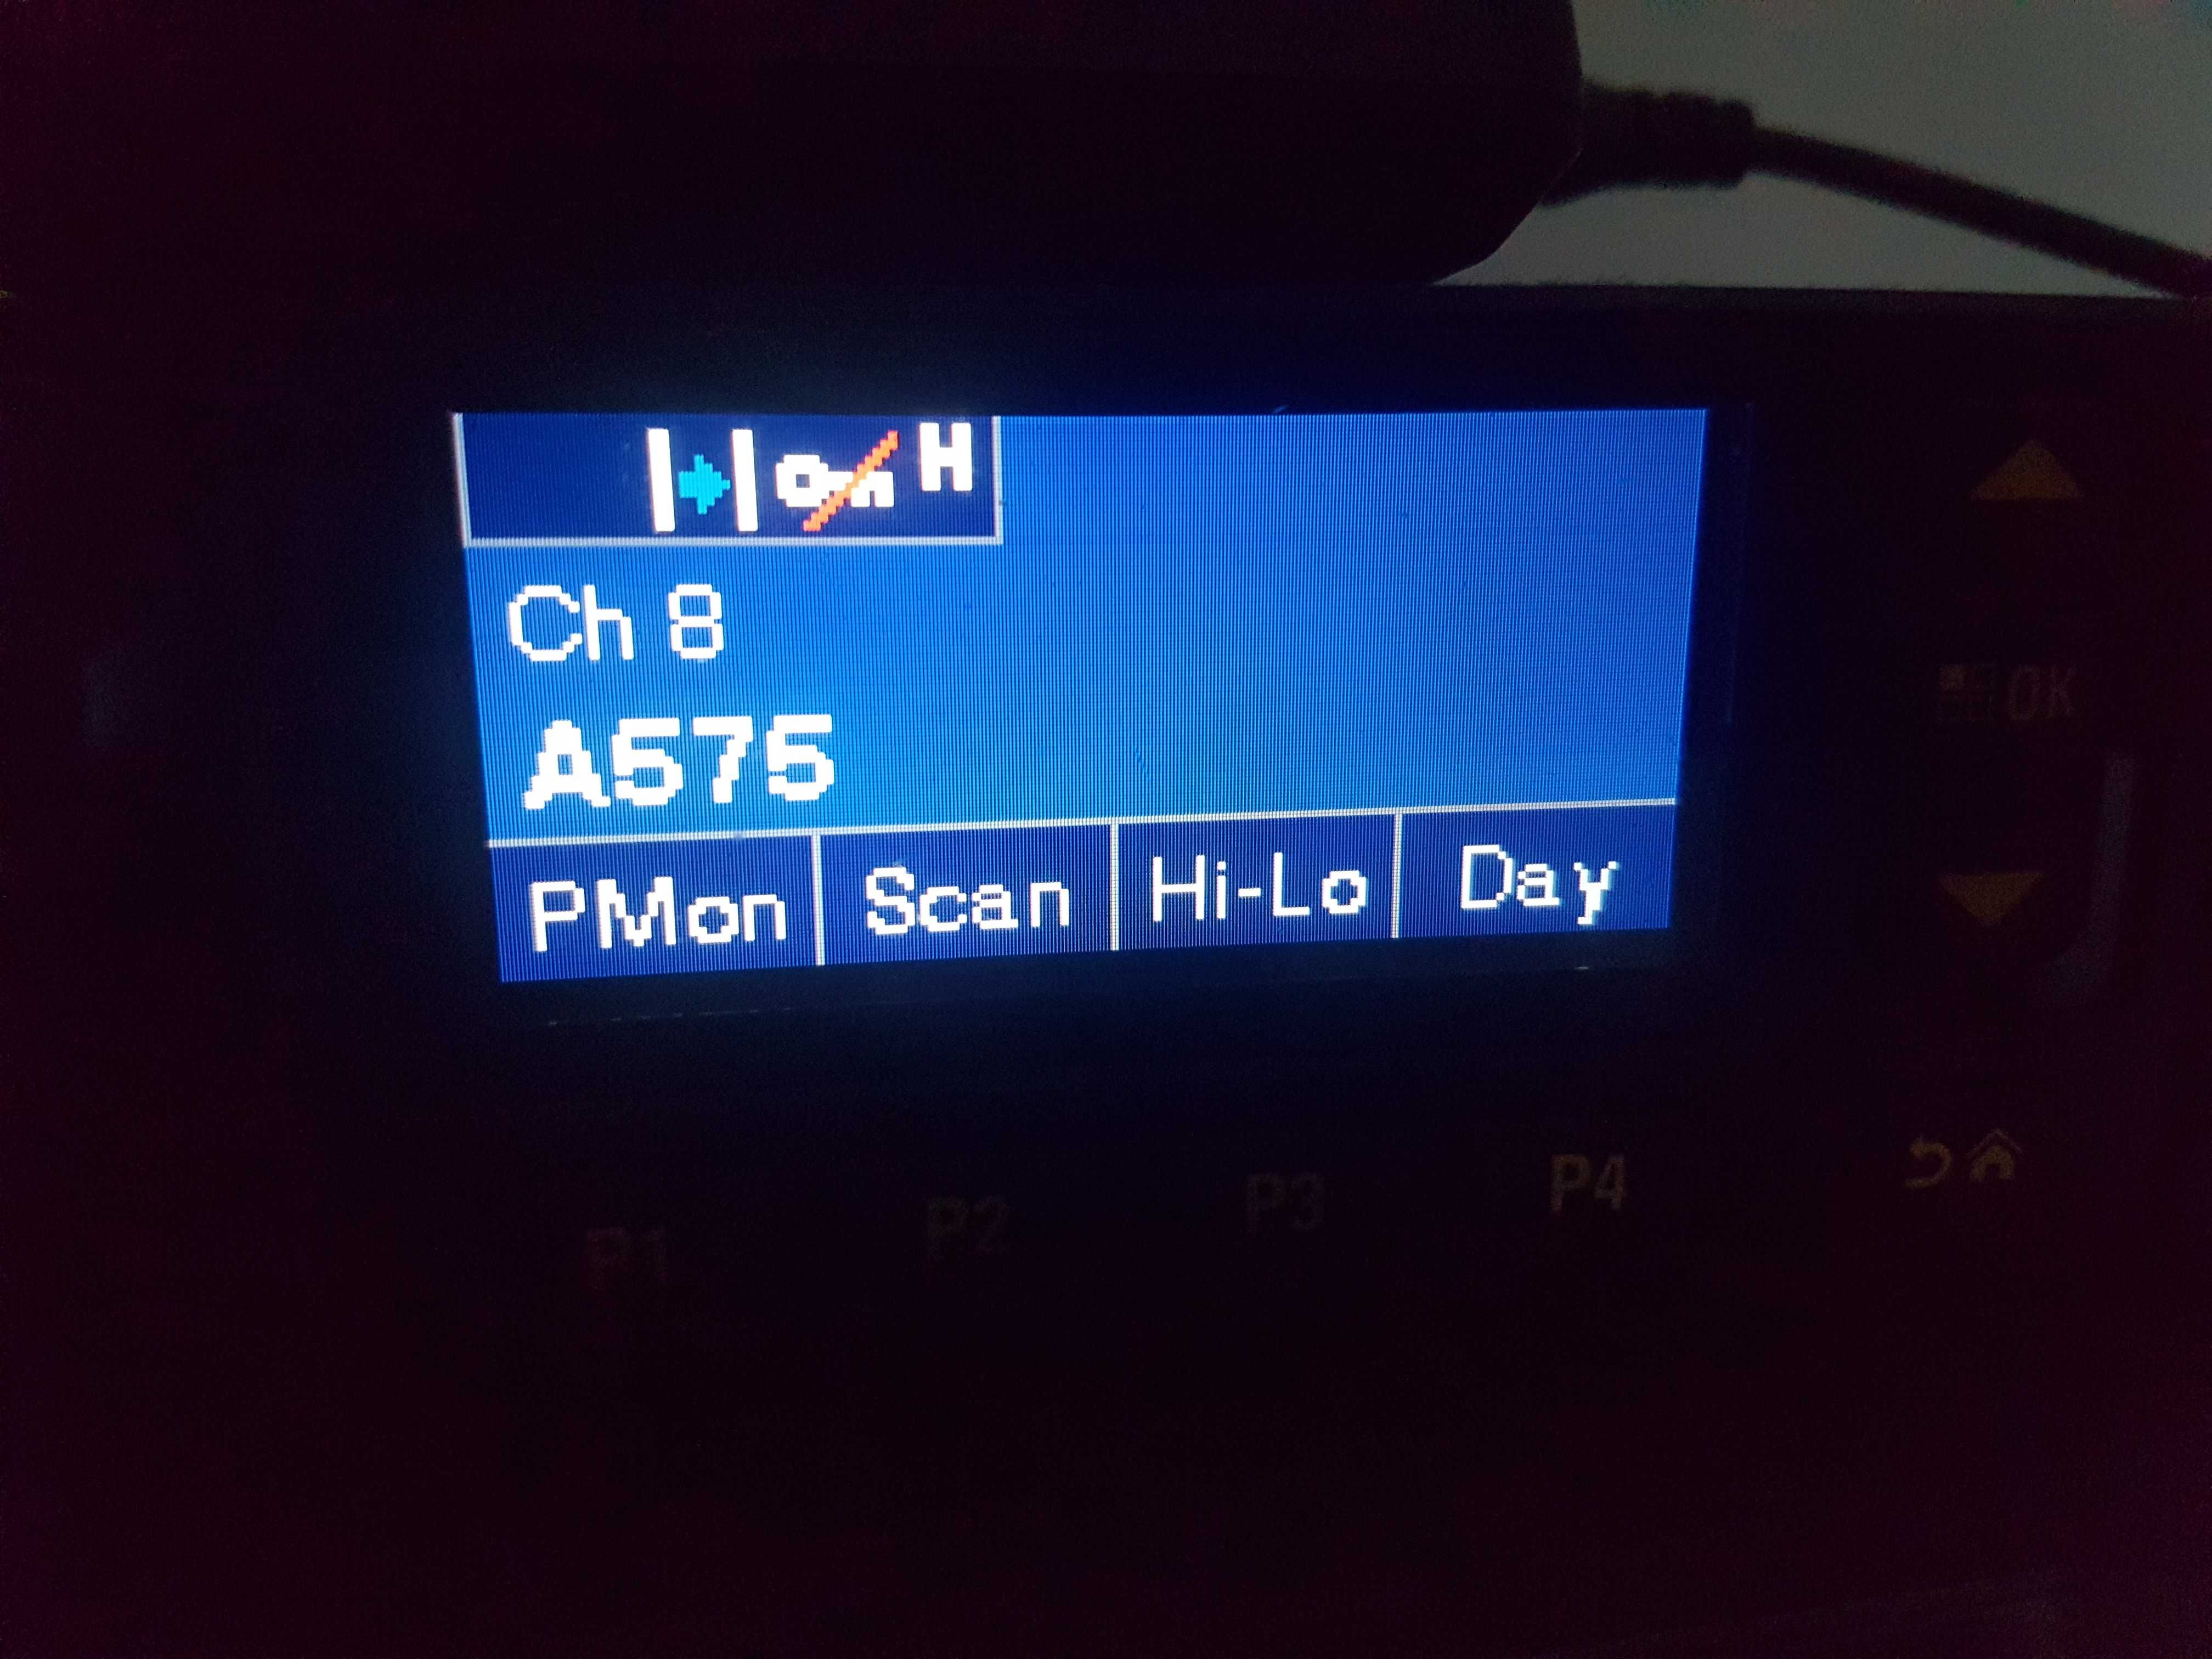 H
Ch 8
A575
PMon Scan Hi-Lo Day
OK
P1 P2 P3 P4